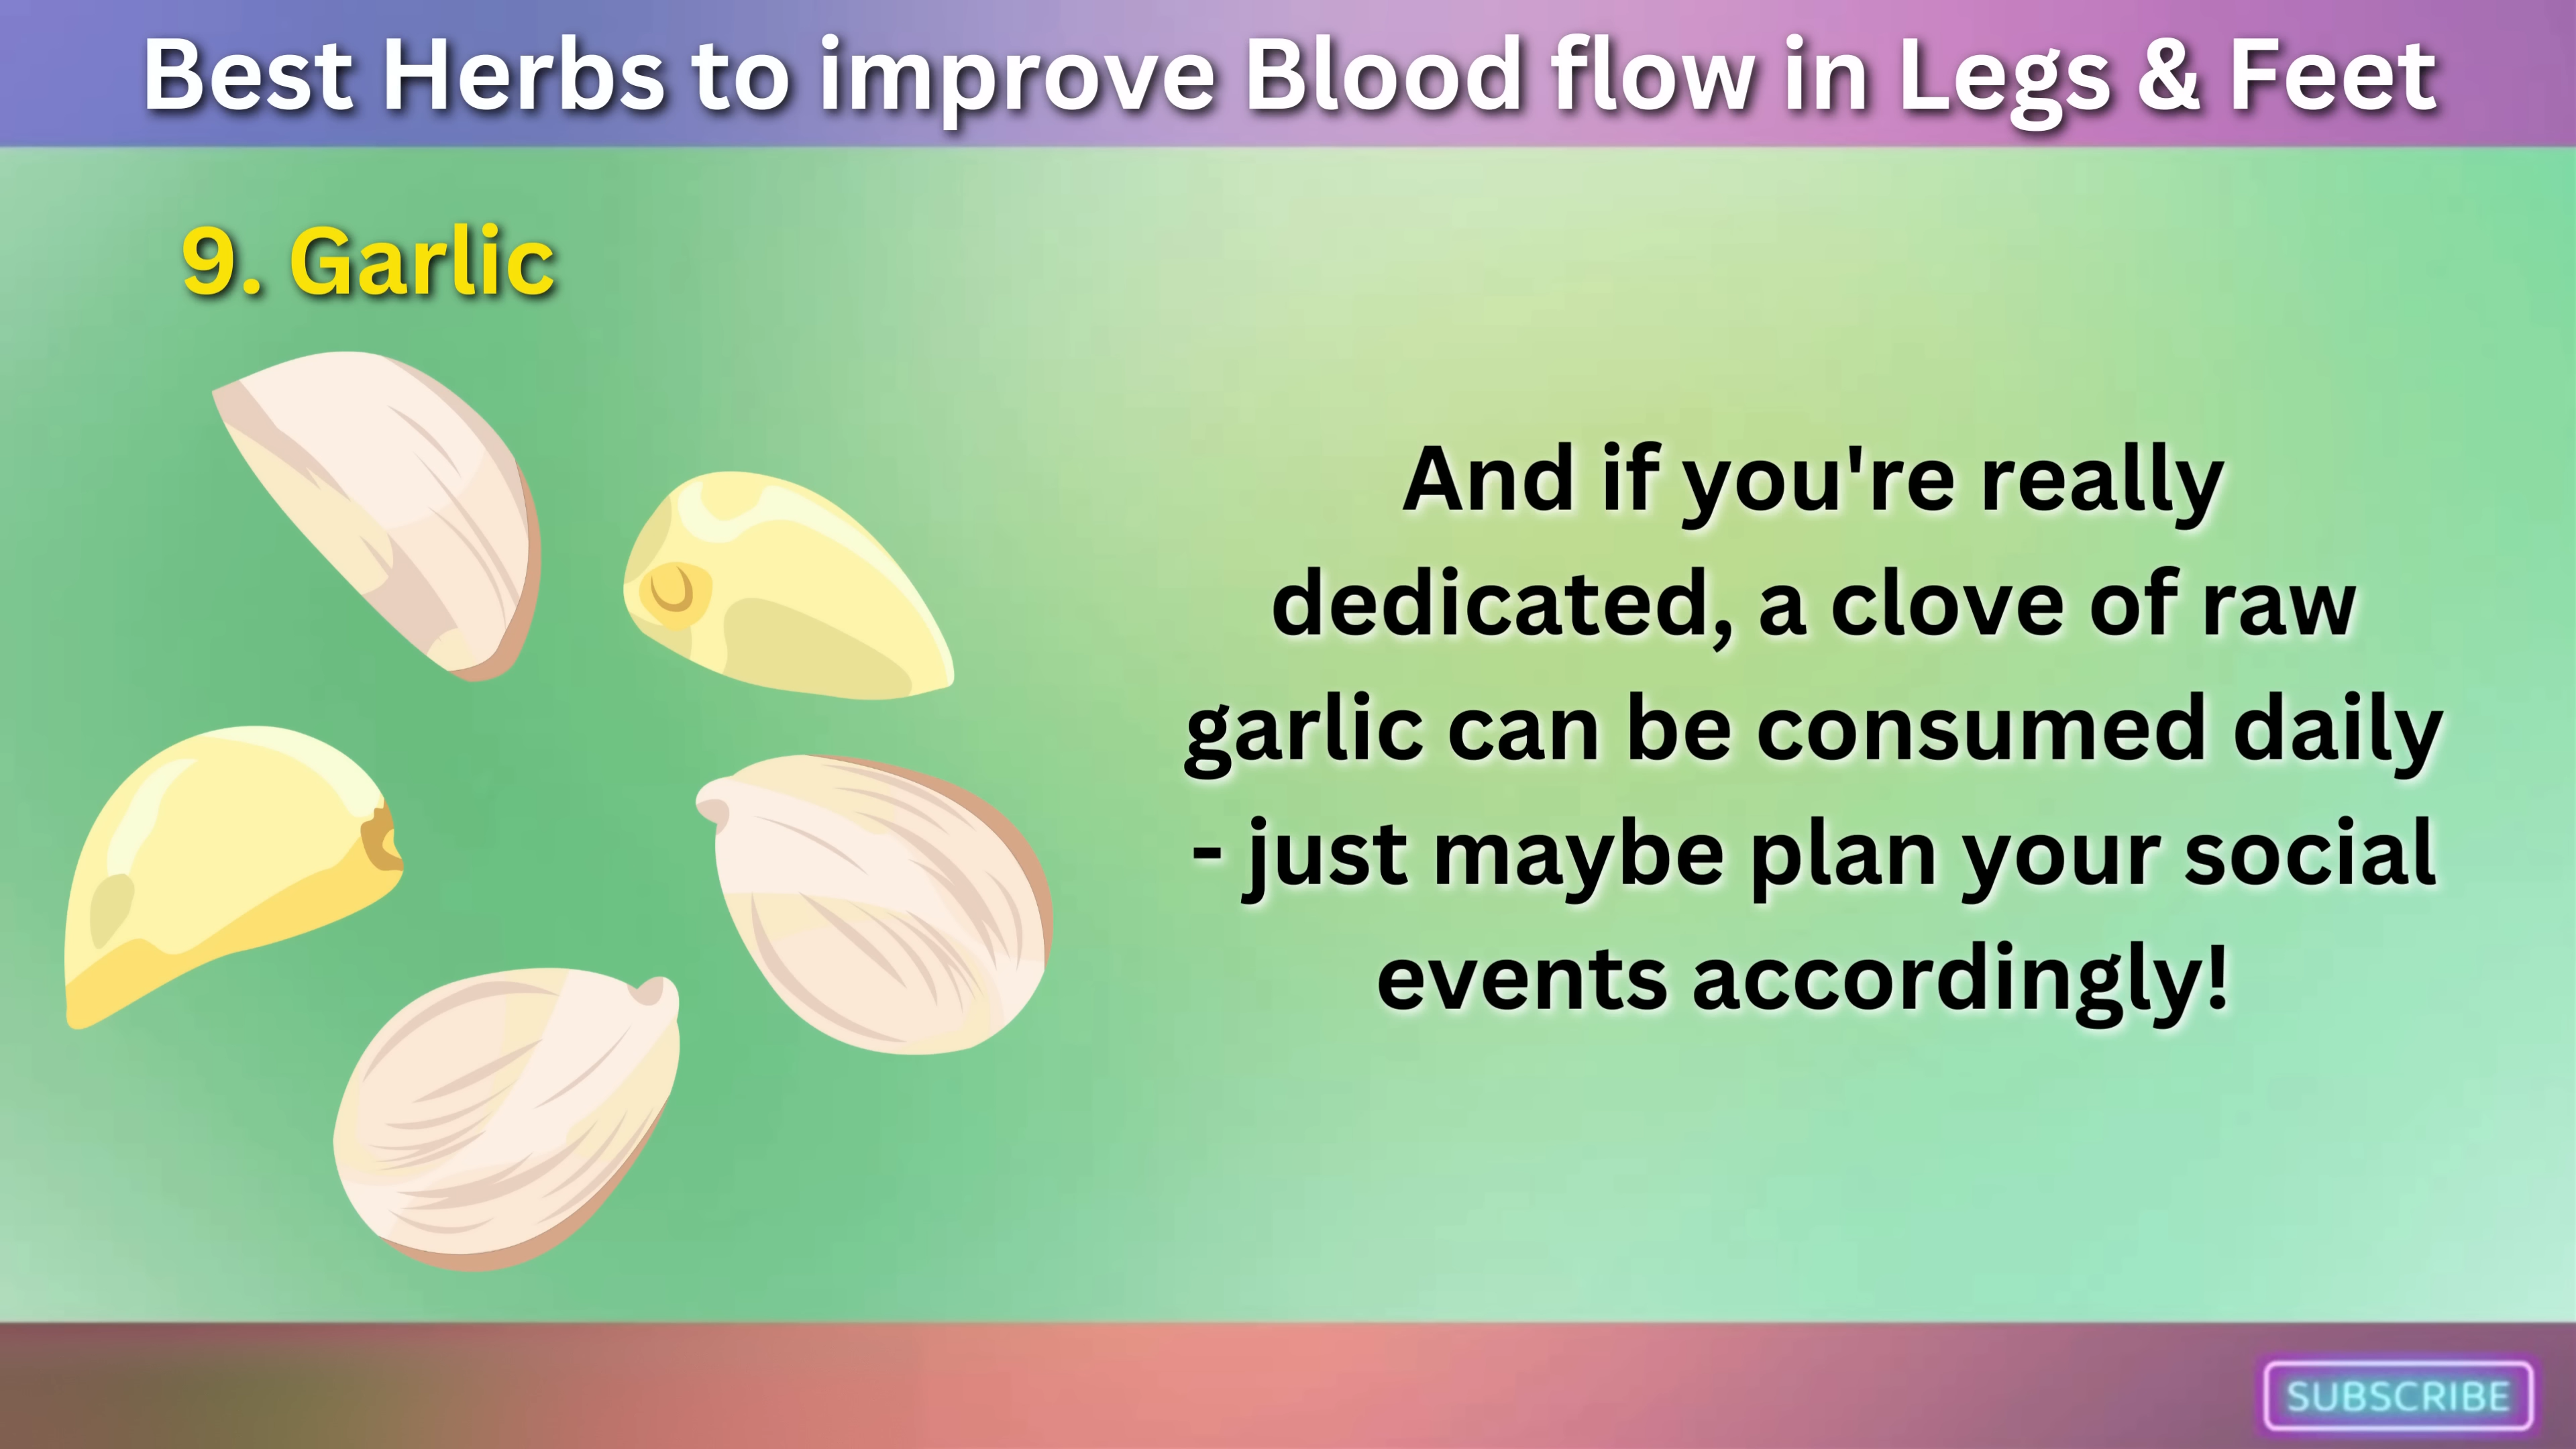 Best Herbs to improve Blood flow in Legs & Feet
9. Garlic
And if you're really
dedicated, a clove of raw
garlic can be consumed daily
- just maybe plan your social
events accordingly!
SUBSCRIBE